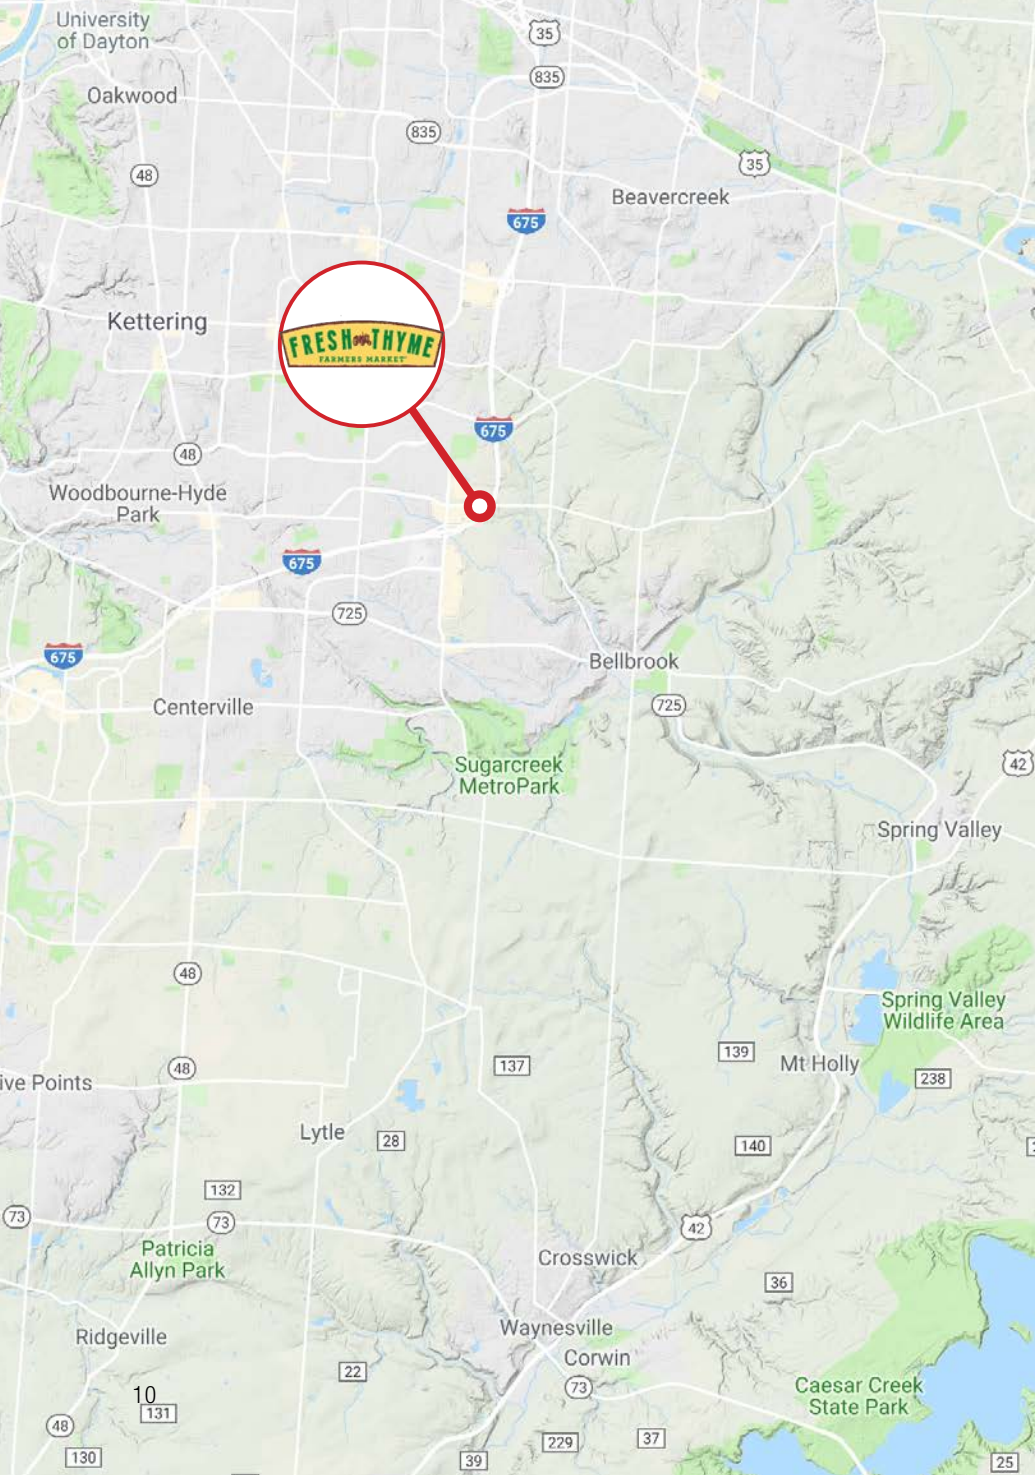 University
of Dayton
35
835
Oakwood
835
35
48
Beavercreek
675
Kettering
FRESH THYME
FARMERS MARKET
675
48
Woodbourne-Hyde
Park
675
725
675
Bellbrook
Centerville
725
Sugarcreek
MetroPark
42
Spring Valley
48
Spring Valley
Wildlife Area
139
137
Mt Holly
48
238
ive Points
Lytle
28
140
132
73
73
42
Patricia
Allyn Park
Crosswick
36
Waynesville
Ridgeville
Corwin
22
73
Caesar Creek
State Park
10
131
48
229
37
130
39
25